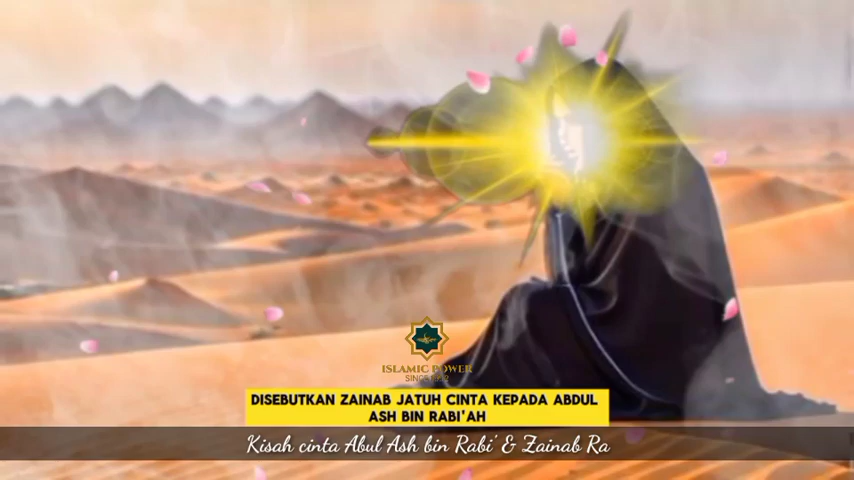 ISLAMIC POWER
DISEBUTKAN ZAINAB JATUH CINTA KEPADA ABDUL
ASH BIN RABI'AH
Kisah cinta Abul Ash bin Rabi' & Zainab Ra